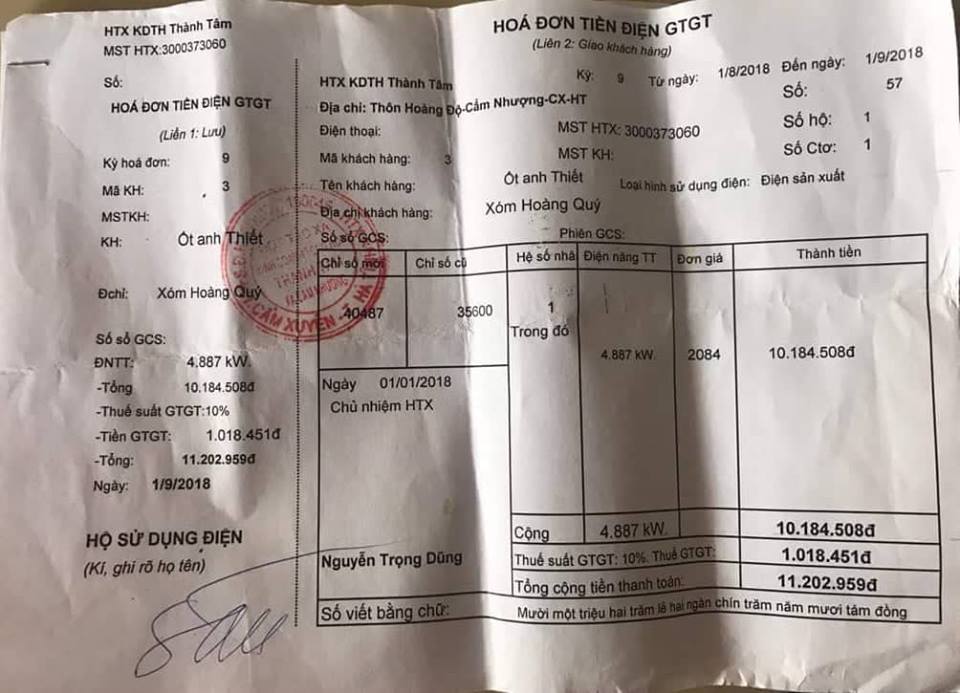 HTX KDTH Thành Tâm
MST HTX:3000373060
Số:
HOÁ ĐƠN TIỀN ĐIỆN GTGT
(Liên 1: Lưu)
Kỳ hoá đơn: 9
Mã KH: 3
MSTKH:
KH: Ót anh Thiết
Đchỉ: Xóm Hoàng Quý
Số sổ GCS:
ĐNTT: 4.887 kW.
-Tổng 10.184.508đ
-Thuế suất GTGT:10%
-Tiền GTGT: 1.018.451đ
-Tổng: 11.202.959đ
Ngày: 1/9/2018
HỘ SỬ DỤNG ĐIỆN
(Kí, ghi rõ họ tên)
HOÁ ĐƠN TIỀN ĐIỆN GTGT
(Liên 2: Giao khách hàng)
Kỳ: 9 Từ ngày: 1/8/2018 Đến ngày: 1/9/2018
HTX KDTH Thành Tâm
Số: 57
Địa chỉ: Thôn Hoàng Độ-Cẩm Nhượng-CX-HT
Điện thoại:
MST HTX: 3000373060
Số hộ: 1
Mã khách hàng: 3
MST KH:
Số Ctơ: 1
Tên khách hàng: Ót anh Thiết
Loại hình sử dụng điện: Điện sản xuất
Địa chỉ khách hàng: Xóm Hoàng Quý
Số sổ GCS: Phiên GCS:
Chỉ số mới Chỉ số cũ Hệ số nhâ Điện năng TT Đơn giá Thành tiền
40487 35600 1
Trong đó
4.887 kW. 2084 10.184.508đ
Ngày 01/01/2018
Chủ nhiệm HTX
Nguyễn Trọng Dũng
Cộng 4.887 kW. 10.184.508đ
Thuế suất GTGT: 10%. Thuế GTGT: 1.018.451đ
Tổng cộng tiền thanh toán: 11.202.959đ
Số viết bằng chữ: Mười một triệu hai trăm lẻ hai ngàn chín trăm năm mươi tám đồng